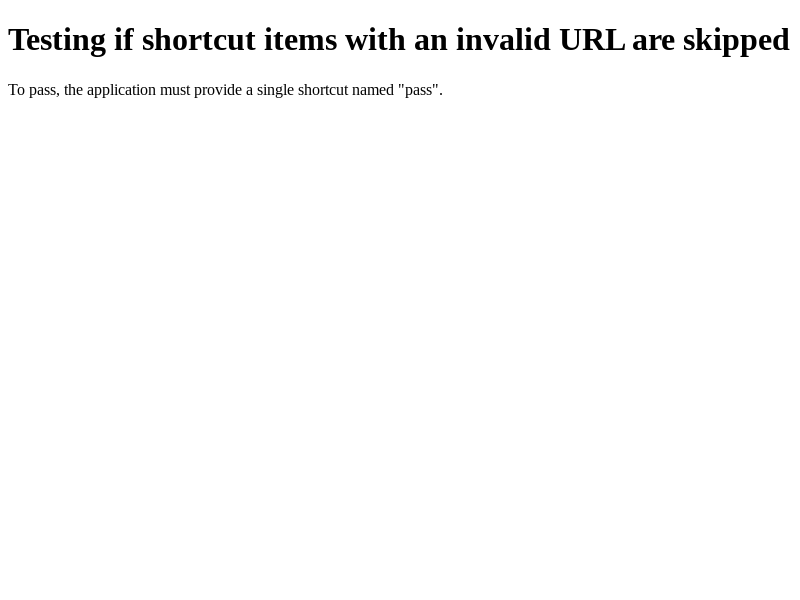 Testing if shortcut items with an invalid URL are skipped
To pass, the application must provide a single shortcut named "pass".